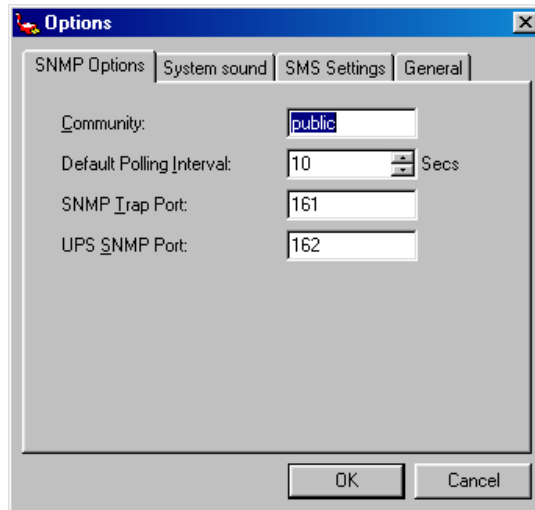 Options
SNMP Options System sound SMS Settings General
Community: public
Default Polling Interval: 10 Secs
SNMP Trap Port: 161
UPS SNMP Port: 162
OK Cancel